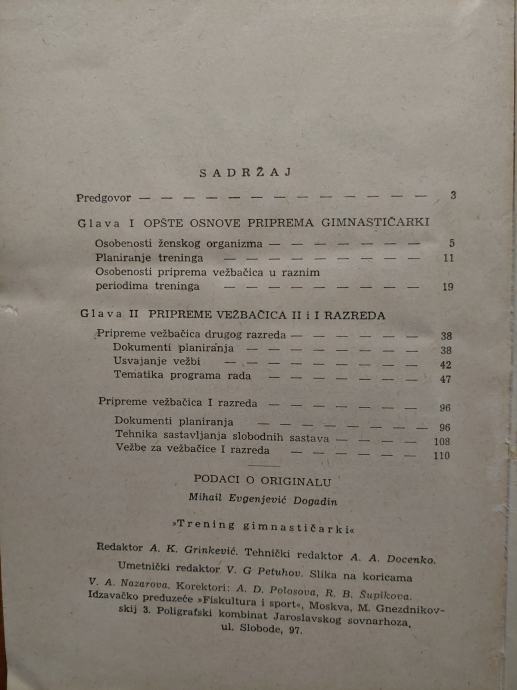 SADRŽAJ
Predgovor — — — — — — — — — — — — — 3
Glava I OPŠTE OSNOVE PRIPREMA GIMNASTIČARKI
Osobenosti ženskog organizma — — — — — — — 5
Planiranje treninga — — — — — — — — — 11
Osobenosti priprema vežbačica u raznim
periodima treninga — — — — — — — — — 19
Glava II PRIPREME VEŽBAČICA II i I RAZREDA
Pripreme vežbačica drugog razreda — — — — — — 38
Dokumenti planiranja — — — — — — — — 38
Usvajanje vežbi — — — — — — — — — 42
Tematika programa rada — — — — — — — 47
Pripreme vežbačica I razreda — — — — — — — 96
Dokumenti planiranja — — — — — — — — 96
Tehnika sastavljanja slobodnih sastava — — — — 108
Vežbe za vežbačice I razreda — — — — — — 110
PODACI O ORIGINALU
Mihail Evgenjević Dogadin
»Trening gimnastičarki«
Redaktor A. K. Grinkević. Tehnički redaktor A. A. Docenko.
Umetnički redaktor V. G Petuhov. Slika na koricama
V. A. Nazarova. Korektori: A. D. Polosova, R. B. Šupikova.
Idzavačko preduzeće »Fiskultura i sport«, Moskva, M. Gnezdnikov-
skij 3. Poligrafski kombinat Jaroslavskog sovnarhoza,
ul. Slobode, 97.